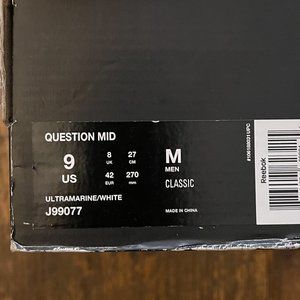 QUESTION MID
9
US
8
UK
27
CM
42
EUR
270
mm
M
MEN
CLASSIC
ULTRAMARINE/WHITE
J99077
MADE IN CHINA
Reebok